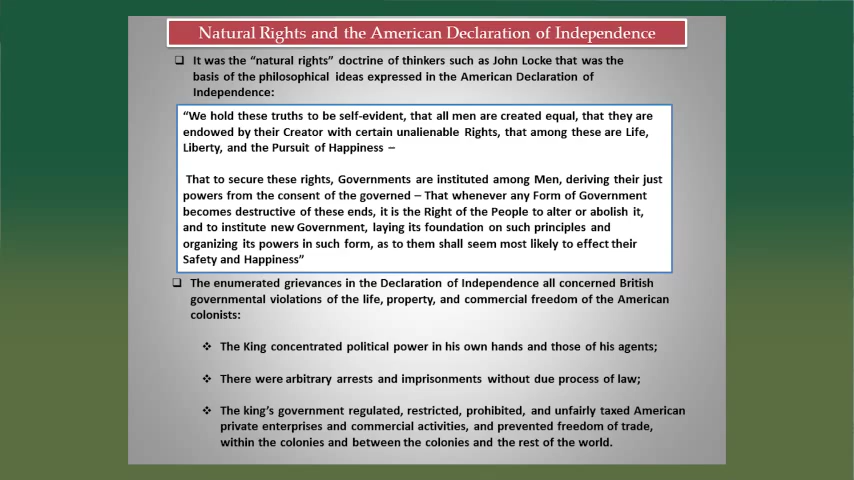 Natural Rights and the American Declaration of Independence
❑ It was the “natural rights” doctrine of thinkers such as John Locke that was the
basis of the philosophical ideas expressed in the American Declaration of
Independence:
“We hold these truths to be self-evident, that all men are created equal, that they are
endowed by their Creator with certain unalienable Rights, that among these are Life,
Liberty, and the Pursuit of Happiness –
That to secure these rights, Governments are instituted among Men, deriving their just
powers from the consent of the governed – That whenever any Form of Government
becomes destructive of these ends, it is the Right of the People to alter or abolish it,
and to institute new Government, laying its foundation on such principles and
organizing its powers in such form, as to them shall seem most likely to effect their
Safety and Happiness”
❑ The enumerated grievances in the Declaration of Independence all concerned British
governmental violations of the life, property, and commercial freedom of the American
colonists:
❖ The King concentrated political power in his own hands and those of his agents;
❖ There were arbitrary arrests and imprisonments without due process of law;
❖ The king’s government regulated, restricted, prohibited, and unfairly taxed American
private enterprises and commercial activities, and prevented freedom of trade,
within the colonies and between the colonies and the rest of the world.